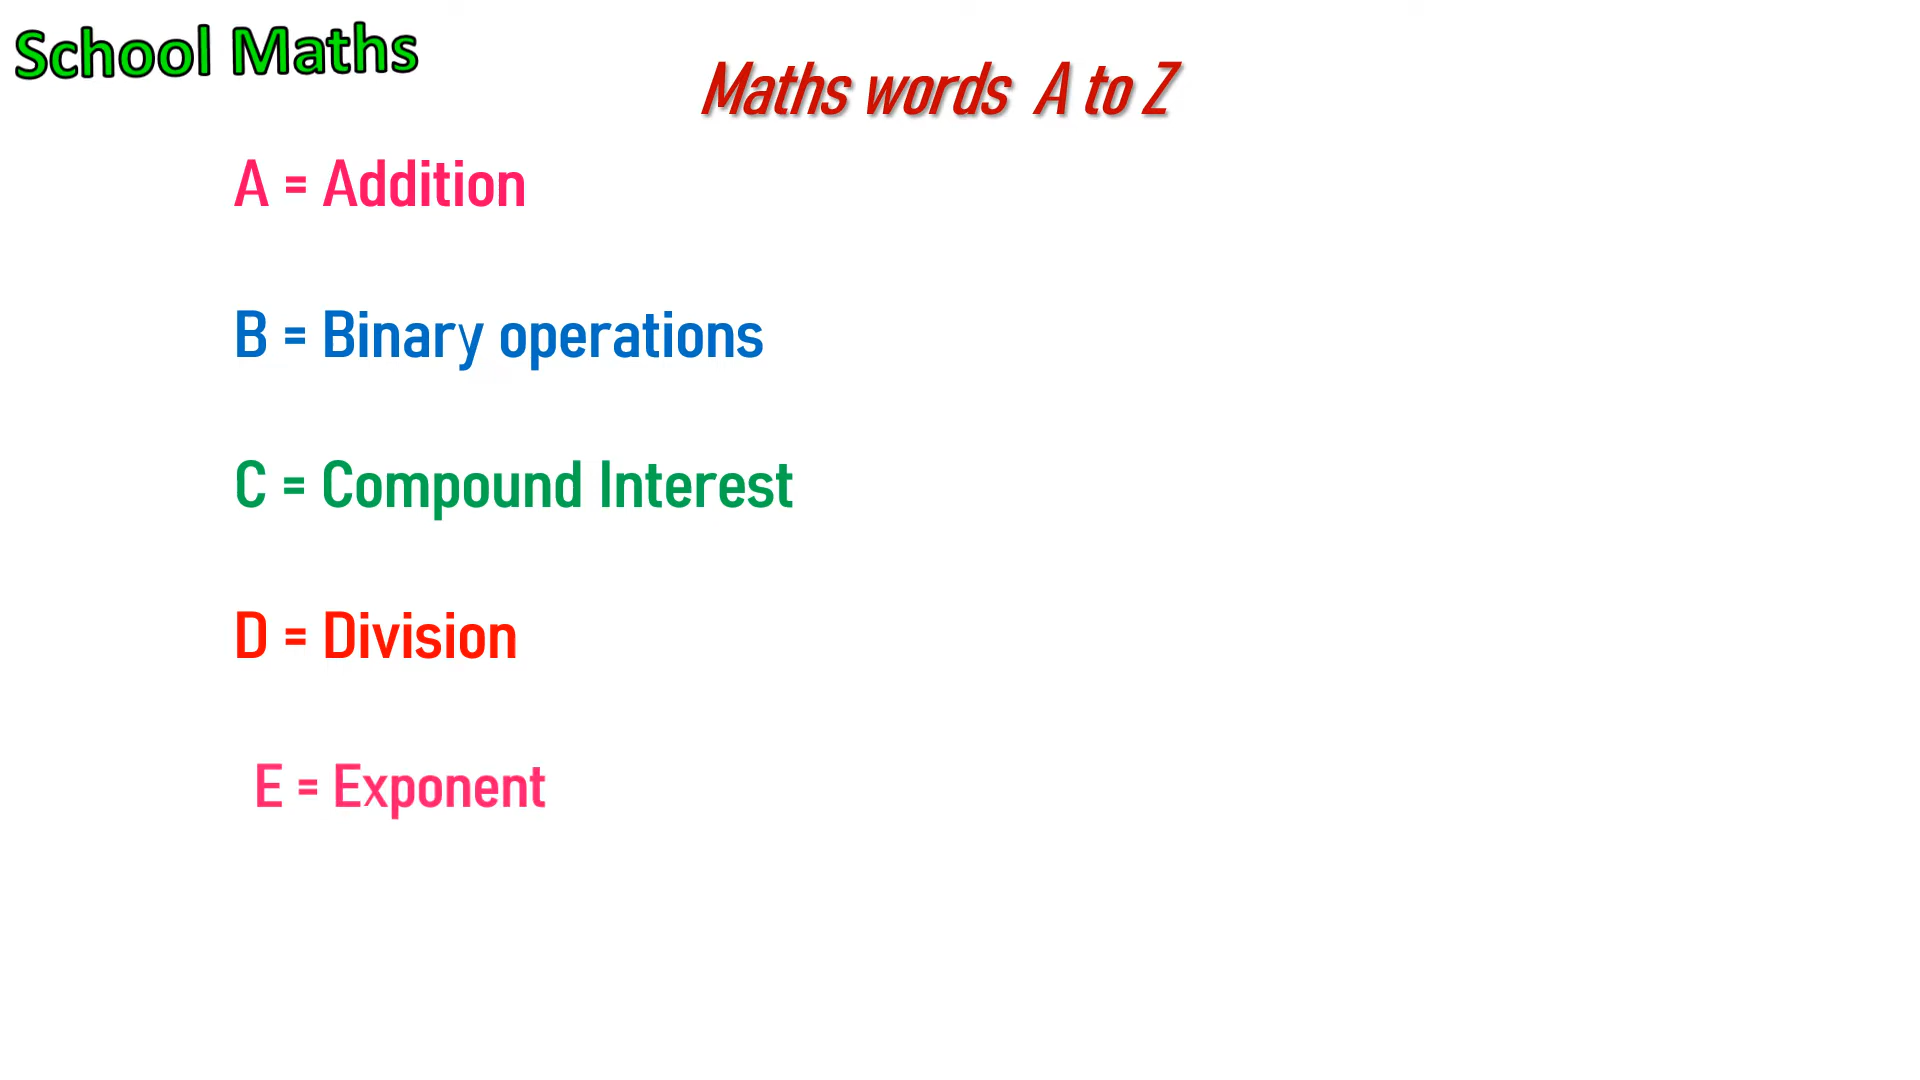 School Maths
Maths words A to Z
A = Addition
B = Binary operations
C = Compound Interest
D = Division
E = Exponent